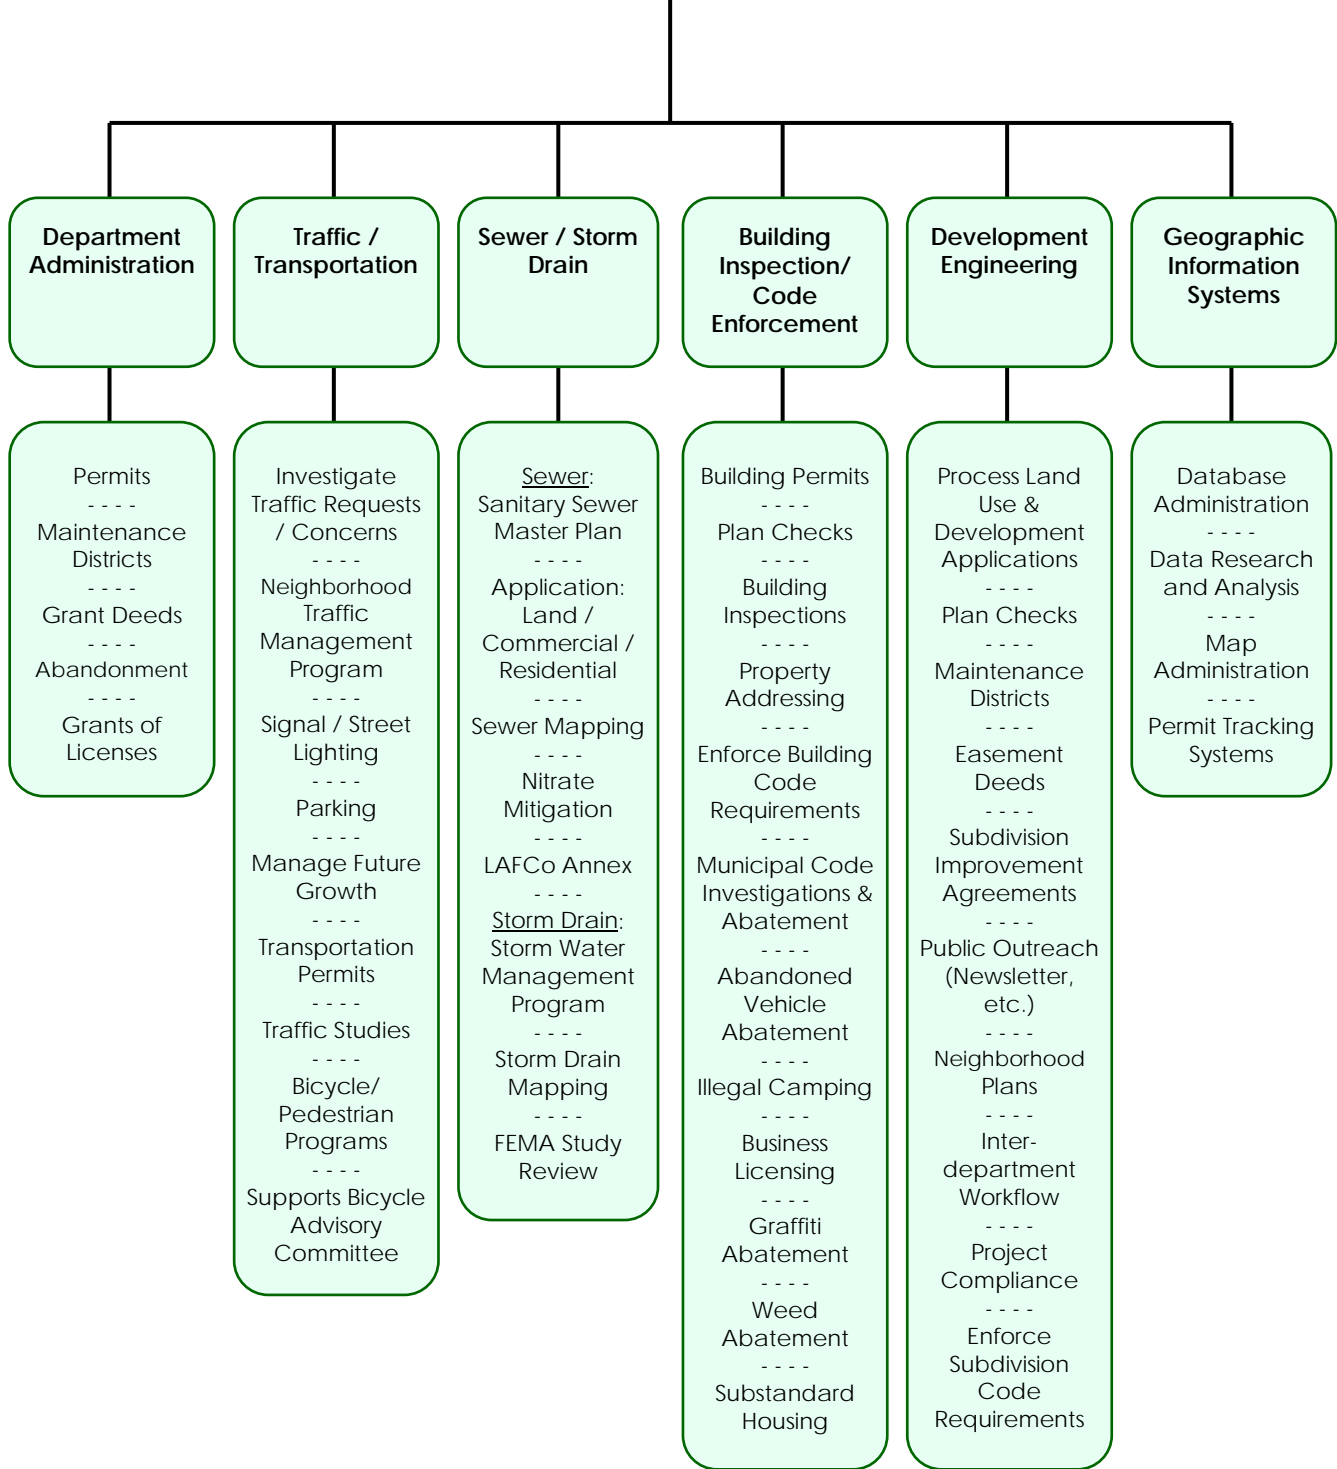 Department
Administration
Traffic /
Transportation
Sewer / Storm
Drain
Building
Inspection/
Code
Enforcement
Development
Engineering
Geographic
Information
Systems
Permits
- - - -
Maintenance
Districts
- - - -
Grant Deeds
- - - -
Abandonment
- - - -
Grants of
Licenses
Investigate
Traffic Requests
/ Concerns
- - - -
Neighborhood
Traffic
Management
Program
- - - -
Signal / Street
Lighting
- - - -
Parking
- - - -
Manage Future
Growth
- - - -
Transportation
Permits
- - - -
Traffic Studies
- - - -
Bicycle/
Pedestrian
Programs
- - - -
Supports Bicycle
Advisory
Committee
Sewer:
Sanitary Sewer
Master Plan
- - - -
Application:
Land /
Commercial /
Residential
- - - -
Sewer Mapping
- - - -
Nitrate
Mitigation
- - - -
LAFCo Annex
- - - -
Storm Drain:
Storm Water
Management
Program
- - - -
Storm Drain
Mapping
- - - -
FEMA Study
Review
Building Permits
- - - -
Plan Checks
- - - -
Building
Inspections
- - - -
Property
Addressing
- - - -
Enforce Building
Code
Requirements
- - - -
Municipal Code
Investigations &
Abatement
- - - -
Abandoned
Vehicle
Abatement
- - - -
Illegal Camping
- - - -
Business
Licensing
- - - -
Graffiti
Abatement
- - - -
Weed
Abatement
- - - -
Substandard
Housing
Process Land
Use &
Development
Applications
- - - -
Plan Checks
- - - -
Maintenance
Districts
- - - -
Easement
Deeds
- - - -
Subdivision
Improvement
Agreements
- - - -
Public Outreach
(Newsletter,
etc.)
- - - -
Neighborhood
Plans
- - - -
Inter-
department
Workflow
- - - -
Project
Compliance
- - - -
Enforce
Subdivision
Code
Requirements
Database
Administration
- - - -
Data Research
and Analysis
- - - -
Map
Administration
- - - -
Permit Tracking
Systems